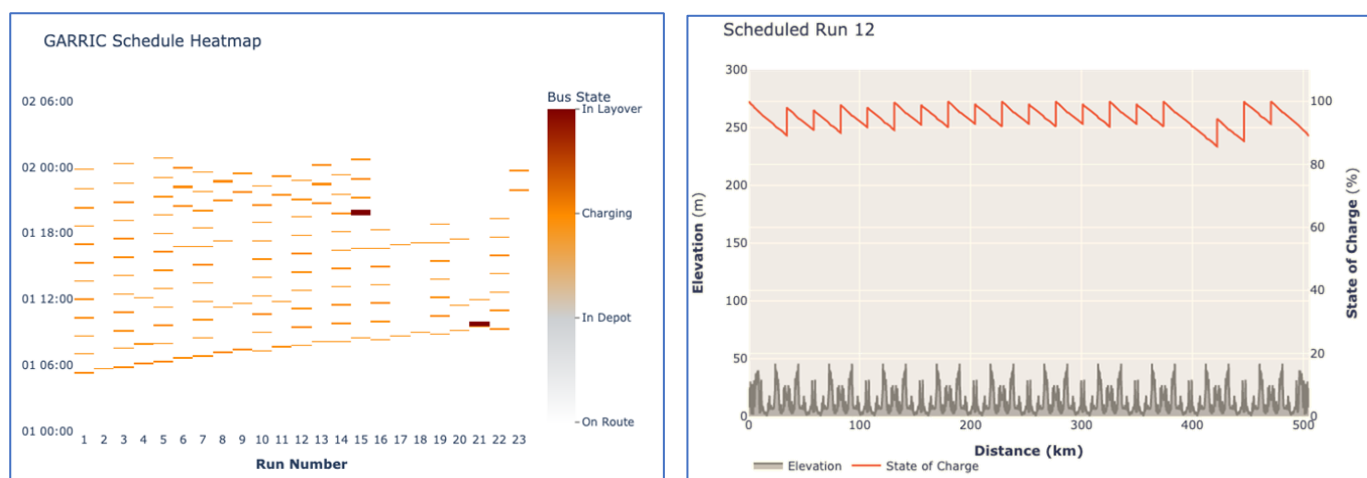 GARRIC Schedule Heatmap
Bus State
In Layover
Charging
In Depot
On Route
02 06:00
02 00:00
01 18:00
01 12:00
01 06:00
01 00:00
1 2 3 4 5 6 7 8 9 10 11 12 13 14 15 16 17 18 19 20 21 22 23
Run Number
Scheduled Run 12
300
250
200
150
100
50
0
Elevation (m)
100
80
60
40
20
0
State of Charge (%)
0 100 200 300 400 500
Distance (km)
Elevation State of Charge